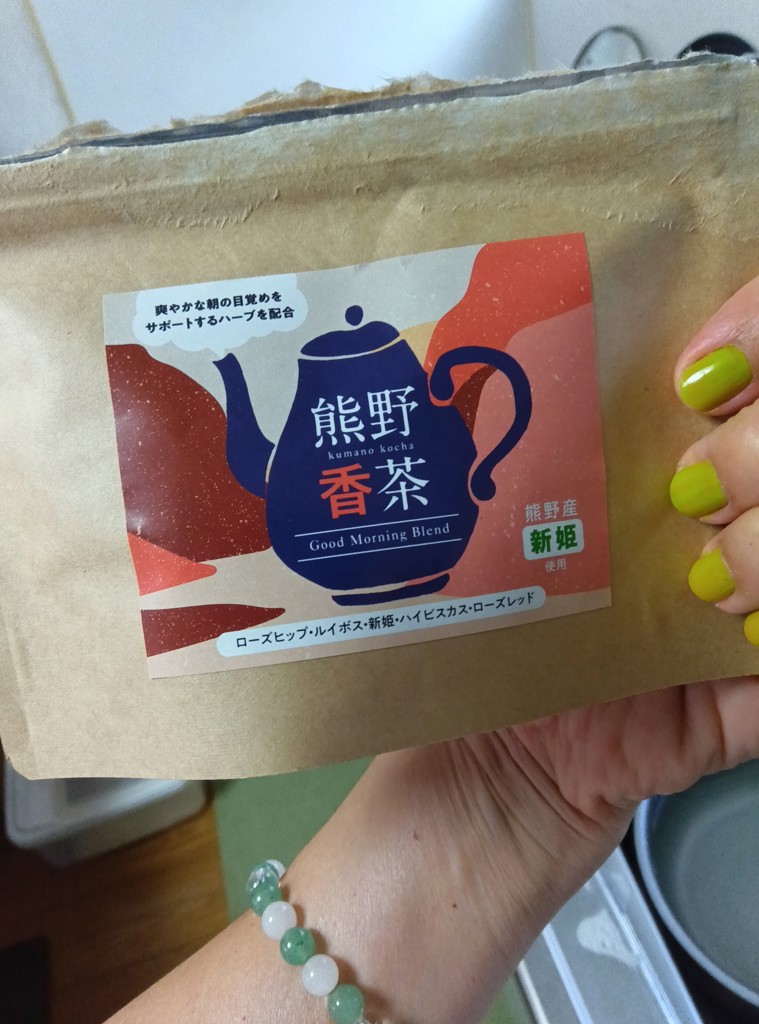 爽やかな朝の目覚めを
サポートするハーブを配合
熊野
kumano kocha
香茶
Good Morning Blend
熊野産
新姫
使用
ローズヒップ・ルイボス・新姫・ハイビスカス・ローズレッド